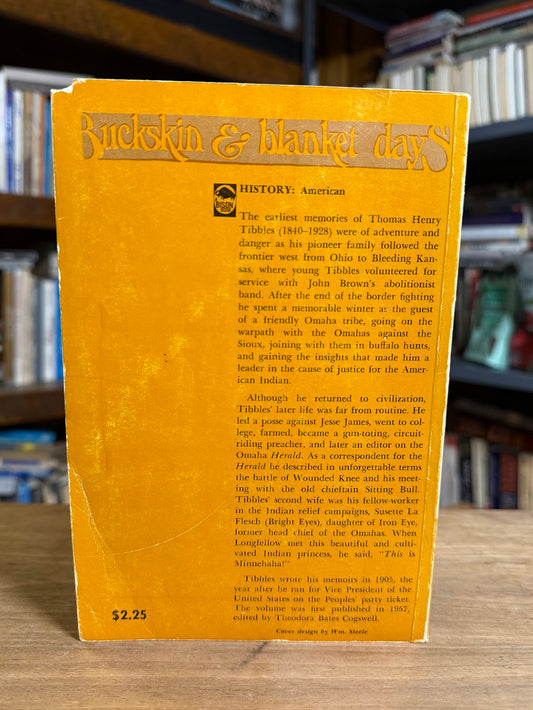 Buckskin & blanket days
BISON
BOOK
HISTORY: American
The earliest memories of Thomas Henry
Tibbles (1840–1928) were of adventure and
danger as his pioneer family followed the
frontier west from Ohio to Bleeding Kan-
sas, where young Tibbles volunteered for
service with John Brown's abolitionist
band. After the end of the border fighting
he spent a memorable winter at the guest
of a friendly Omaha tribe, going on the
warpath with the Omahas against the
Sioux, joining with them in buffalo hunts,
and gaining the insights that made him a
leader in the cause of justice for the Amer-
ican Indian.
Although he returned to civilization,
Tibbles' later life was far from routine. He
led a posse against Jesse James, went to col-
lege, farmed, became a gun-toting, circuit-
riding preacher, and later an editor on the
Omaha Herald. As a correspondent for the
Herald he described in unforgettable terms
the battle of Wounded Knee and his meet-
ing with the old chieftain Sitting Bull.
Tibbles' second wife was his fellow-worker
in the Indian relief campaigns, Susette La
Flesch (Bright Eyes), daughter of Iron Eye,
former head chief of the Omahas. When
Longfellow met this beautiful and culti-
vated Indian princess, he said, "This is
Minnehaha!"
Tibbles wrote his memoirs in 1905, the
year after he ran for Vice President of the
United States on the Peoples' party ticket.
The volume was first published in 1957,
edited by Theodora Bates Cogswell.
Cover design by Wm. Steele
$2.25